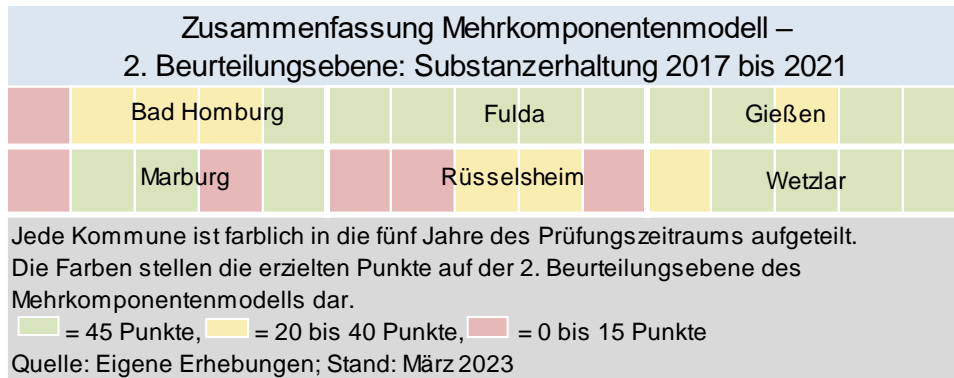 Zusammenfassung Mehrkomponentenmodell –
2. Beurteilungsebene: Substanzerhaltung 2017 bis 2021
Bad Homburg Fulda Gießen
Marburg Rüsselsheim Wetzlar
Jede Kommune ist farblich in die fünf Jahre des Prüfungszeitraums aufgeteilt.
Die Farben stellen die erzielten Punkte auf der 2. Beurteilungsebene des
Mehrkomponentenmodells dar.
= 45 Punkte, = 20 bis 40 Punkte, = 0 bis 15 Punkte
Quelle: Eigene Erhebungen; Stand: März 2023